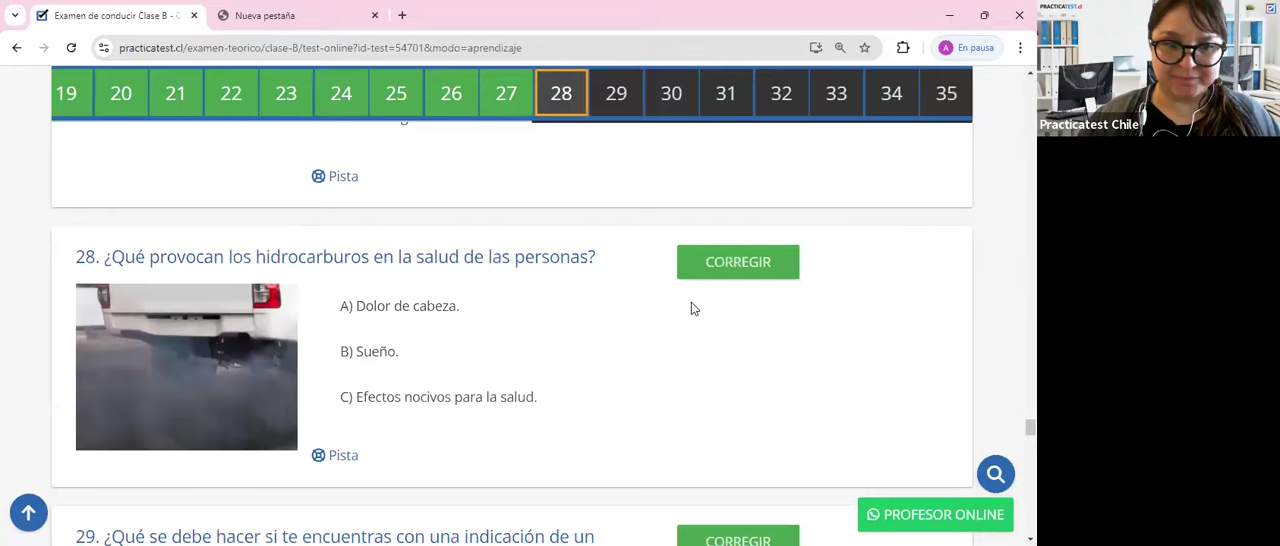 Examen de conducir Clase B - C
Nueva pestaña
practicatest.cl/examen-teorico/clase-B/test-online?id-test=54701&modo=aprendizaje
A En pausa
PRACTICATEST.CL
Practicatest Chile
19 20 21 22 23 24 25 26 27 28 29 30 31 32 33 34 35
Pista
28. ¿Qué provocan los hidrocarburos en la salud de las personas?
CORREGIR
A) Dolor de cabeza.
B) Sueño.
C) Efectos nocivos para la salud.
Pista
PROFESOR ONLINE
29. ¿Qué se debe hacer si te encuentras con una indicación de un
CORREGIR